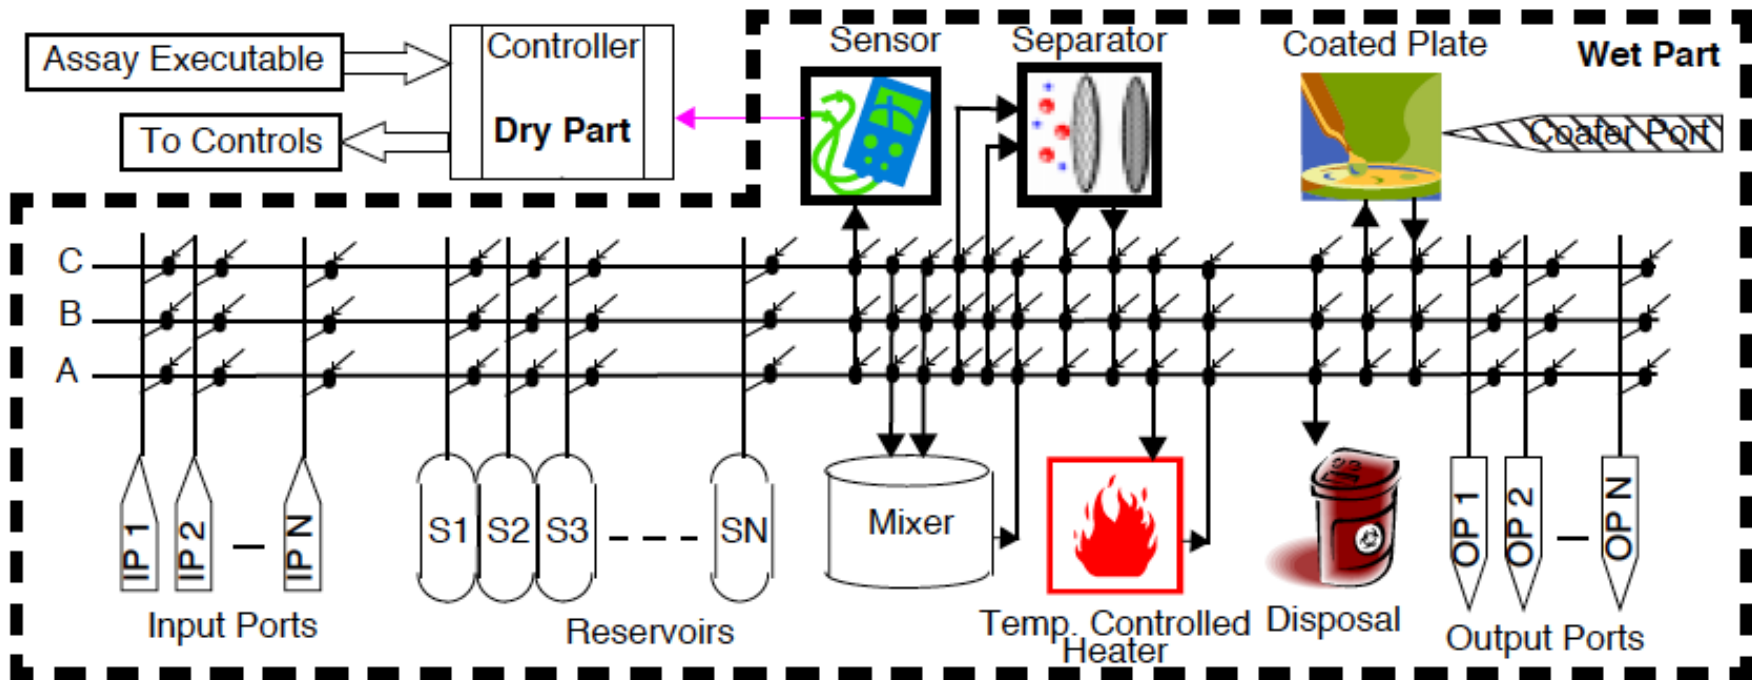 Assay Executable
To Controls
Controller
Dry Part
Sensor
Separator
Coated Plate
Wet Part
Coater Port
C
B
A
IP 1
IP 2
IP N
Input Ports
S1
S2
S3
SN
Reservoirs
Mixer
Temp. Controlled
Heater
Disposal
OP 1
OP 2
OP N
Output Ports